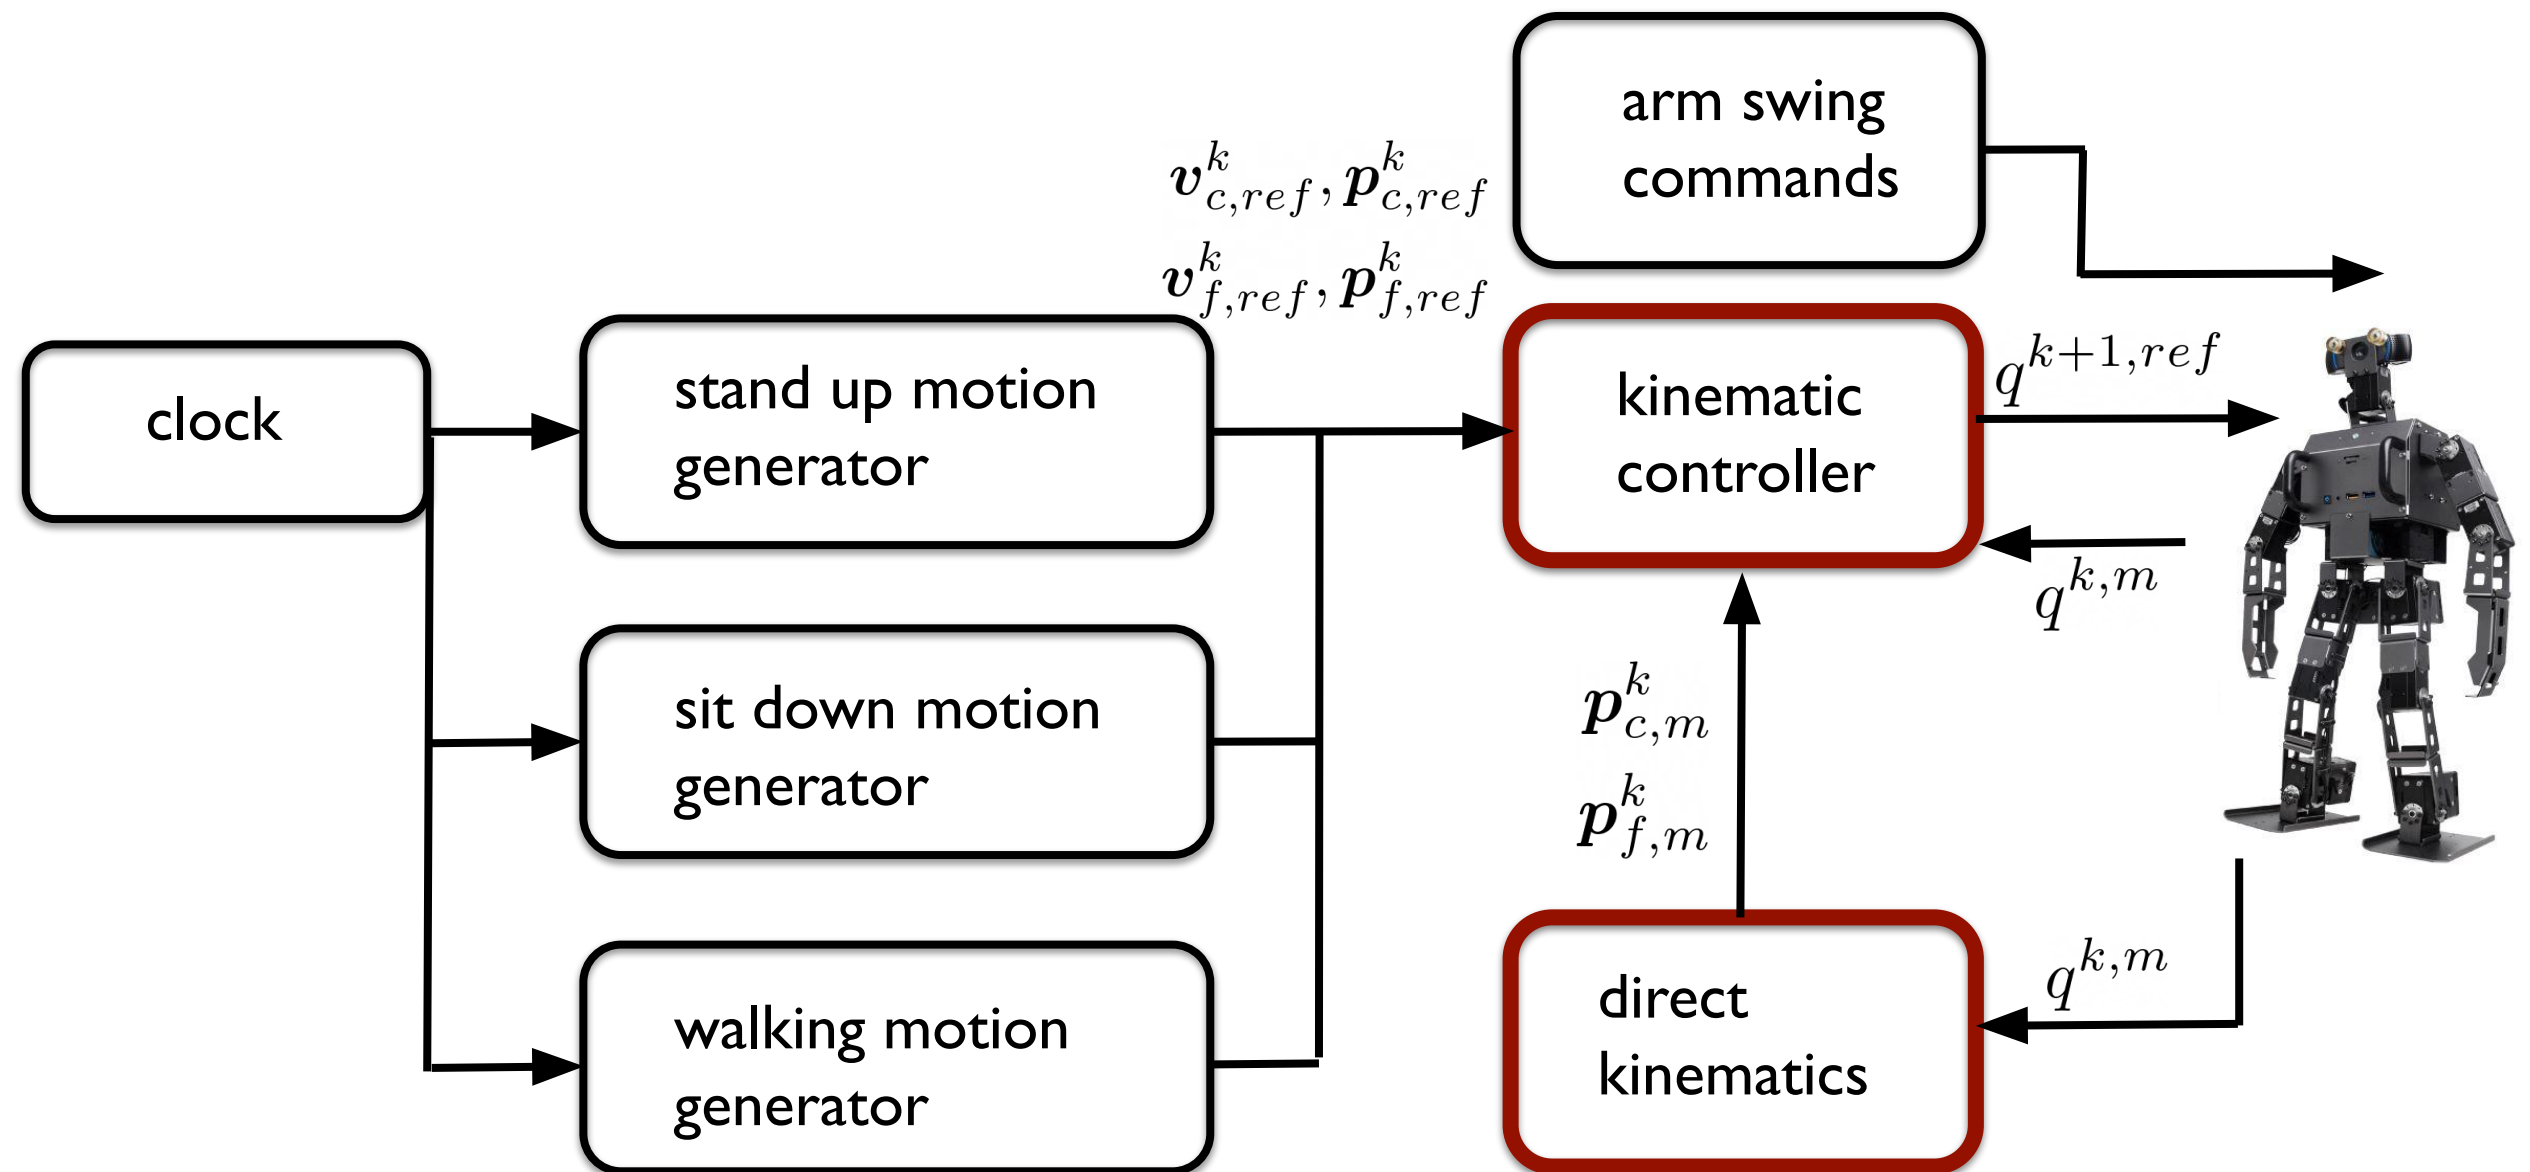 arm swing
commands
v^k_{c,ref}, p^k_{c,ref}
v^k_{f,ref}, p^k_{f,ref}
clock
stand up motion
generator
kinematic
controller
q^{k+1,ref}
q^{k,m}
sit down motion
generator
p^k_{c,m}
p^k_{f,m}
walking motion
generator
direct
kinematics
q^{k,m}